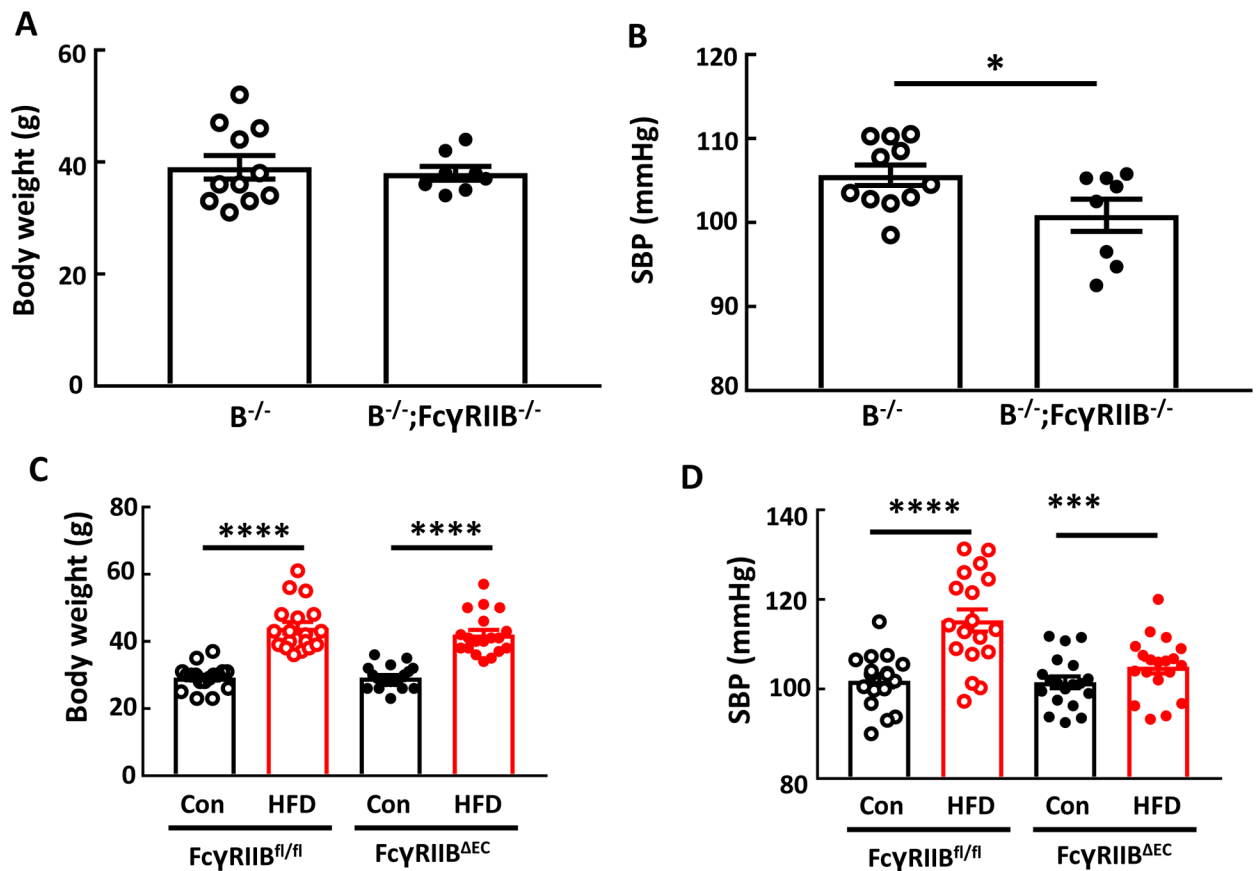 A
Body weight (g)
60
40
20
0
B⁻/⁻
B⁻/⁻;FcγRIIB⁻/⁻
B
SBP (mmHg)
120
110
100
90
80
*
B⁻/⁻
B⁻/⁻;FcγRIIB⁻/⁻
C
Body weight (g)
80
60
40
20
0
****
****
Con HFD Con HFD
FcγRIIBfl/fl FcγRIIBΔEC
D
SBP (mmHg)
140
120
100
80
****
***
Con HFD Con HFD
FcγRIIBfl/fl FcγRIIBΔEC